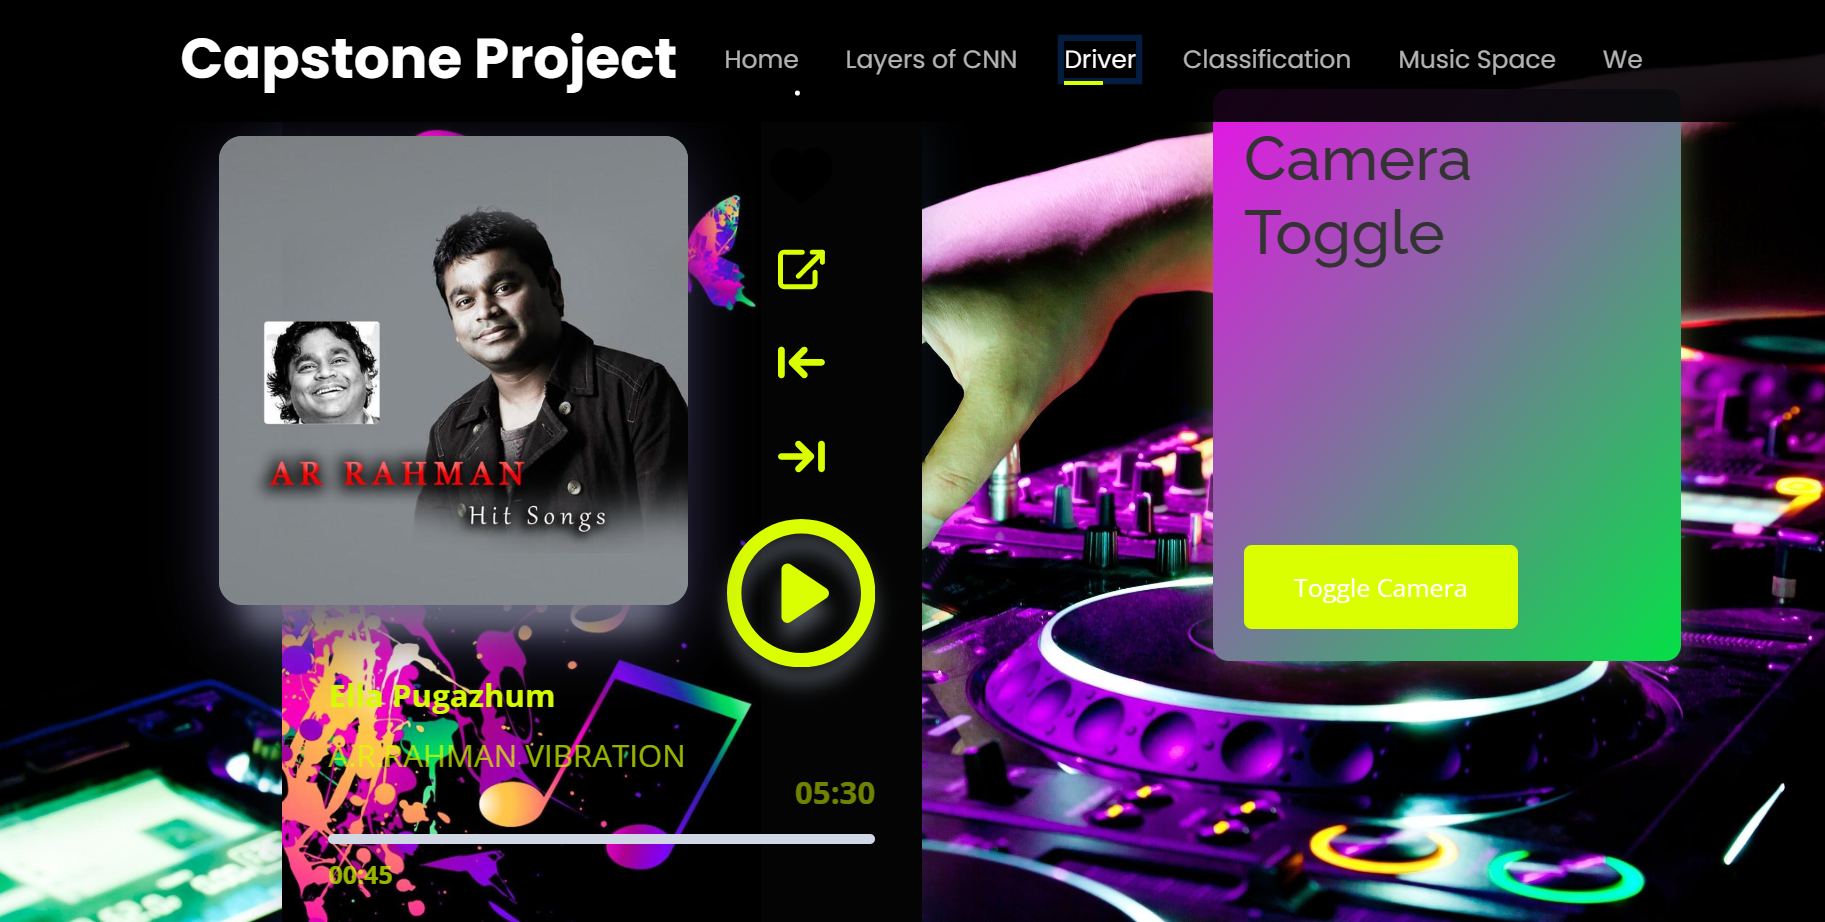 Capstone Project
Home
Layers of CNN
Driver
Classification
Music Space
We
AR RAHMAN
Hit Songs
Ella Pugazhum
A.R.RAHMAN VIBRATION
05:30
00:45
Camera
Toggle
Toggle Camera